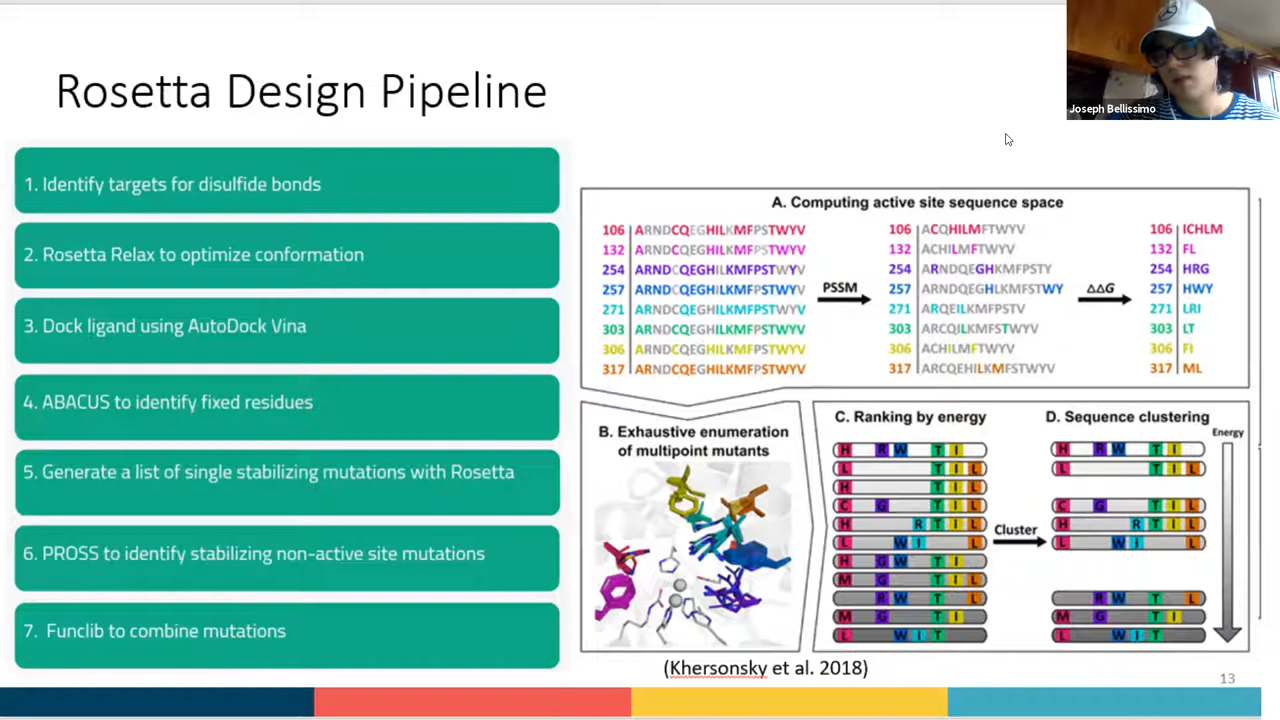 Rosetta Design Pipeline
Joseph Bellissimo
1. Identify targets for disulfide bonds
2. Rosetta Relax to optimize conformation
3. Dock ligand using AutoDock Vina
4. ABACUS to identify fixed residues
5. Generate a list of single stabilizing mutations with Rosetta
6. PROSS to identify stabilizing non-active site mutations
7. Funclib to combine mutations
A. Computing active site sequence space
106 ARNDCQEGHILKMFPSTWYV
132 ARNDCQEGHILKMFPSTWYV
254 ARNDCQEGHILKMFPSTWYV
257 ARNDCQEGHILKMFPSTWYV
271 ARNDCQEGHILKMFPSTWYV
303 ARNDCQEGHILKMFPSTWYV
306 ARNDCQEGHILKMFPSTWYV
317 ARNDCQEGHILKMFPSTWYV
PSSM
106 ACQHILMFTWYV
132 ACHILMFTWYV
254 ARNDQEGHKMFPSTY
257 ARNDQEGHLKMFSTWY
271 ARQEILKMFPSTV
303 ARCQILKMFSTWYV
306 ACHILMFTWYV
317 ARCQEHILKMFSTWYV
ΔΔG
106 ICHLM
132 FL
254 HRG
257 HWY
271 LRI
303 LT
306 FI
317 ML
B. Exhaustive enumeration
of multipoint mutants
C. Ranking by energy
H R W T I
L T I L
H T I L
C G T I L
H R T I L
L W I L
H G W T I
M G T I L
R W T L
M G T I
L W I T
Cluster
D. Sequence clustering
Energy
H R W T I
L T I L
C G T I L
H R T I L
L W I L
R W T L
M G T I
L W I T
(Khersonsky et al. 2018)
13